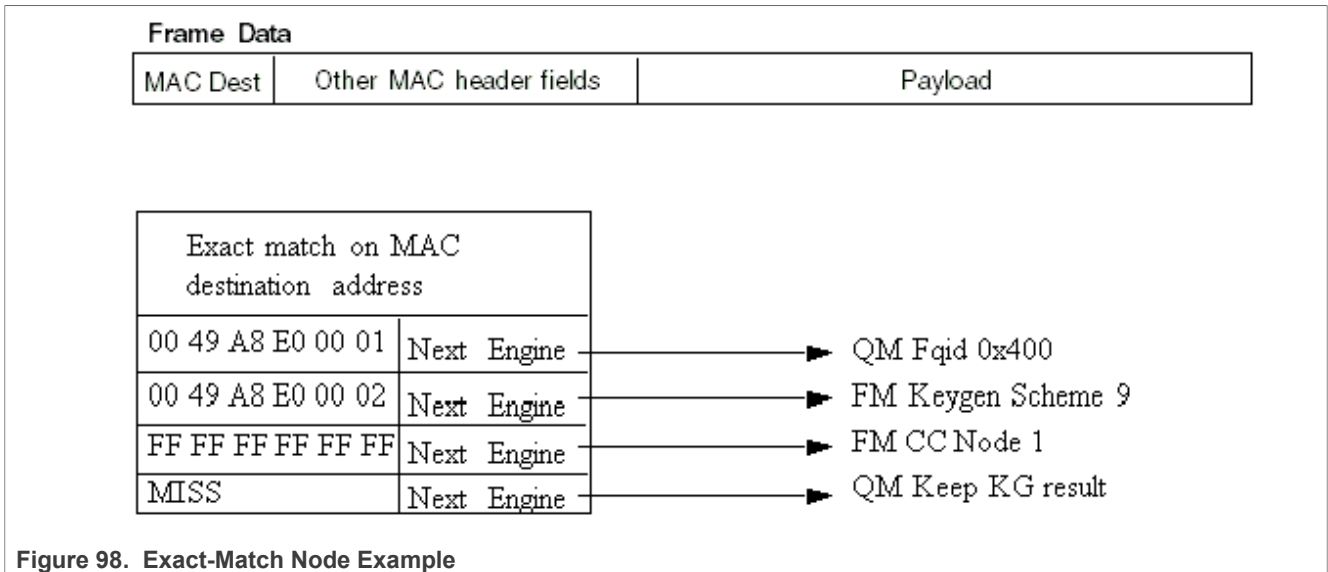 Frame Data
MAC Dest Other MAC header fields Payload
Exact match on MAC
destination address
00 49 A8 E0 00 01 Next Engine QM Fqid 0x400
00 49 A8 E0 00 02 Next Engine FM Keygen Scheme 9
FF FF FF FF FF FF Next Engine FM CC Node 1
MISS Next Engine QM Keep KG result
Figure 98. Exact-Match Node Example